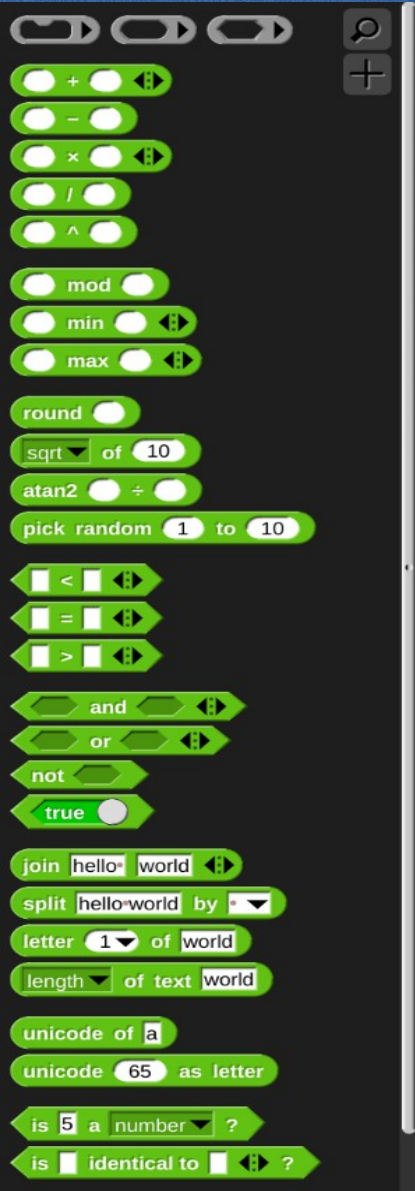 +
−
×
/
^
mod
min
max
round
sqrt of 10
atan2 ÷
pick random 1 to 10
<
=
>
and
or
not
true
join hello world
split hello world by
letter 1 of world
length of text world
unicode of a
unicode 65 as letter
is 5 a number ?
is identical to ?